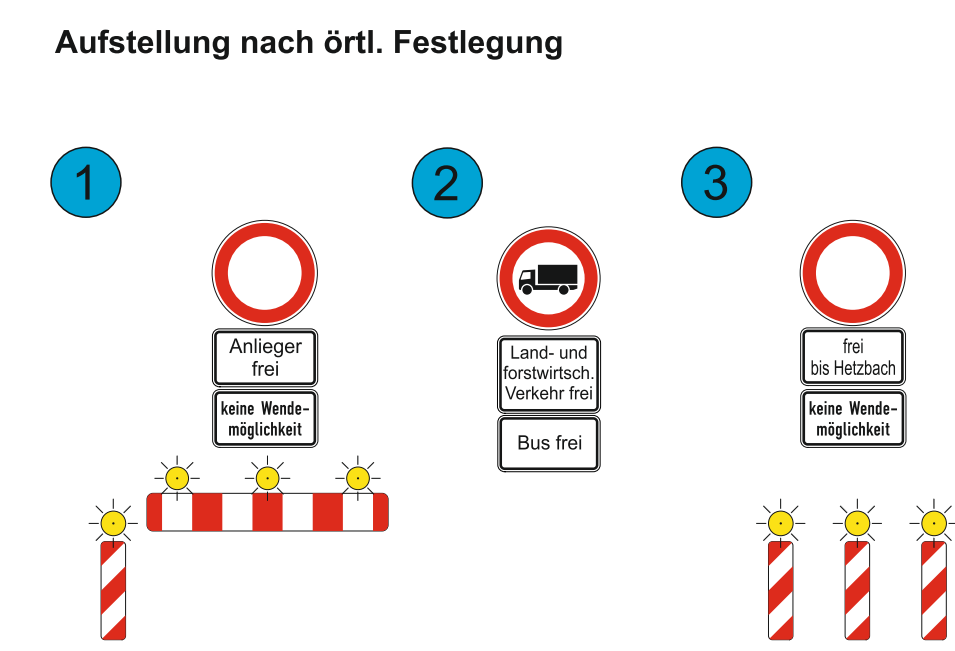 Aufstellung nach örtl. Festlegung
1
2
3
Anlieger
frei
keine Wende-
möglichkeit
Land- und
forstwirtsch.
Verkehr frei
Bus frei
frei
bis Hetzbach
keine Wende-
möglichkeit